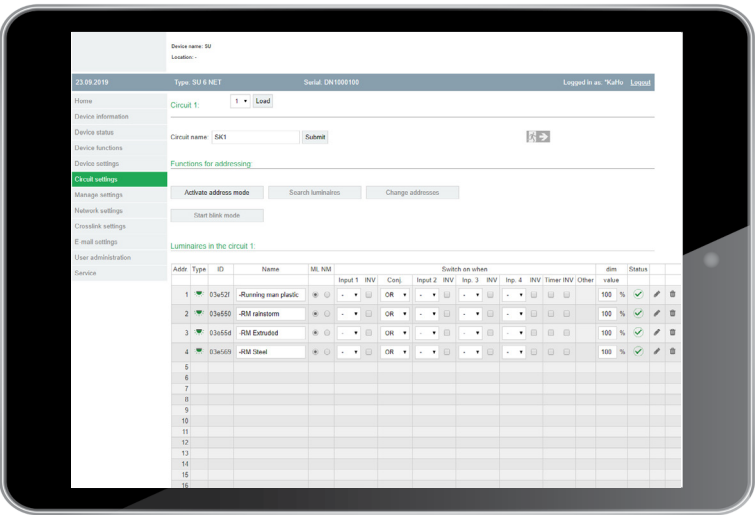 Device name: SU
Location: -
23.09.2019 Type: SU 6 NET Serial: DN1000100 Logged in as: *KaHo Logout
Home
Device information
Device status
Device functions
Device settings
Circuit settings
Manage settings
Network settings
Crosslink settings
E-mail settings
User administration
Service
Circuit 1: 1 Load
Circuit name: SK1 Submit
Functions for addressing:
Activate address mode Search luminaires Change addresses
Start blink mode
Luminaires in the circuit 1:
Addr Type ID Name ML NM Switch on when dim Status
Input 1 INV Conj. Input 2 INV Inp. 3 INV Inp. 4 INV Timer INV Other value
1 03e52f -Running man plastic - OR - - - 100 %
2 03e550 -RM rainstorm - OR - - - 100 %
3 03e55d -RM Extruded - OR - - - 100 %
4 03e569 -RM Steel - OR - - - 100 %
5
6
7
8
9
10
11
12
13
14
15
16